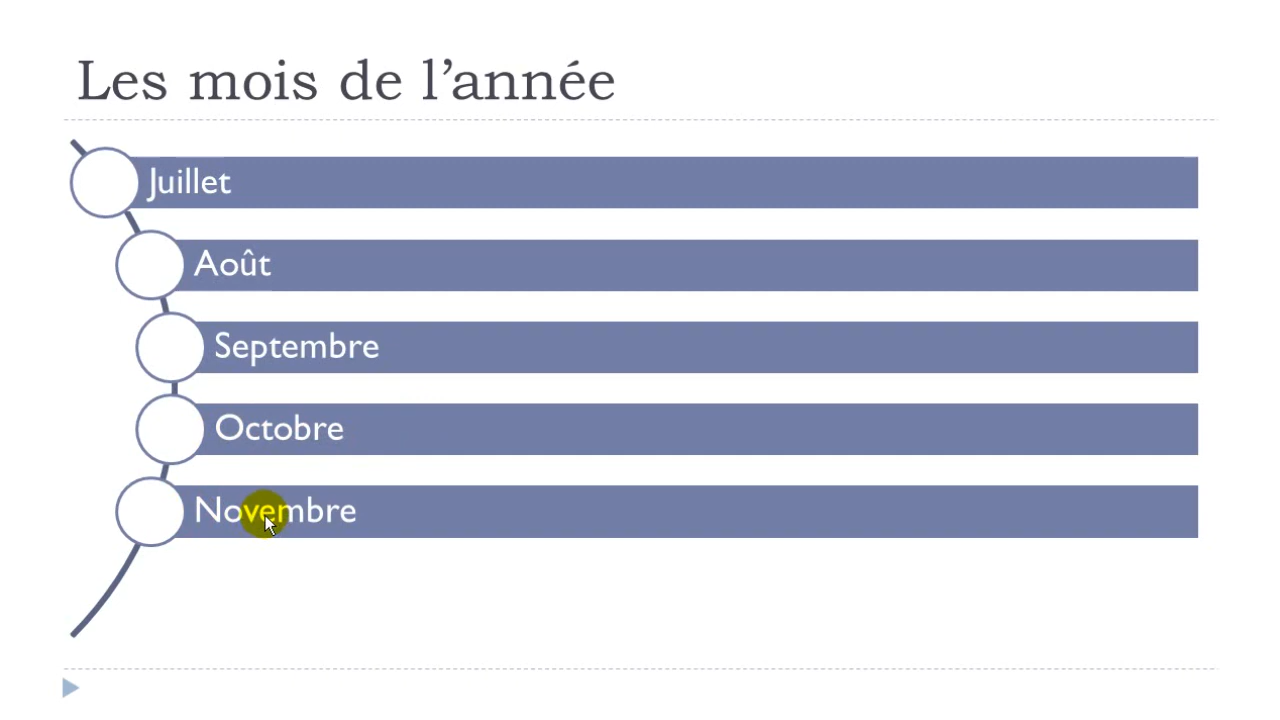 Les mois de l’année
Juillet
Août
Septembre
Octobre
Novembre